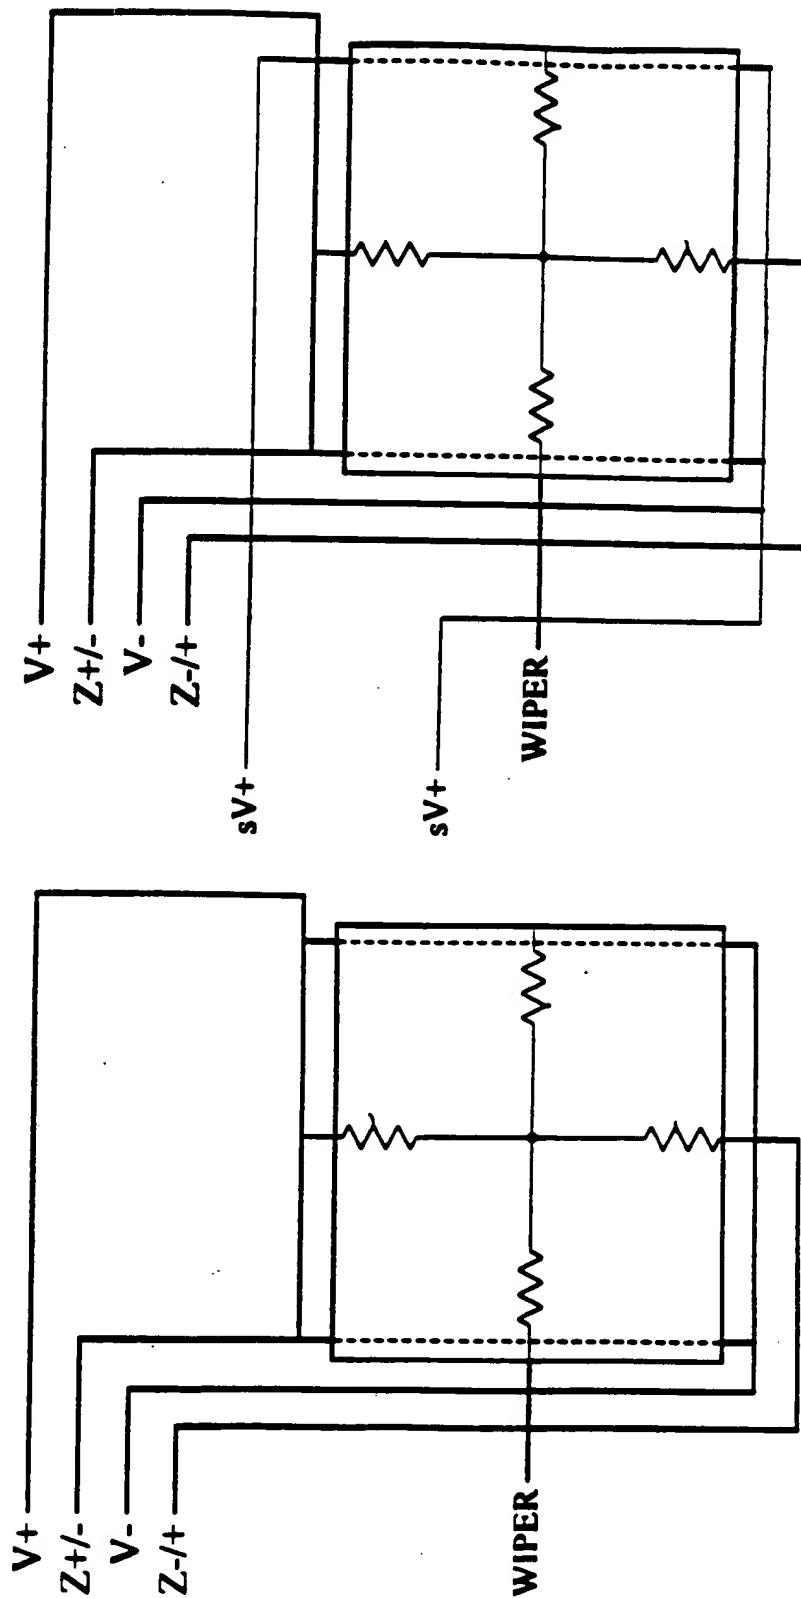 V+
Z+/-
V-
Z-/+
sV+
sV+
WIPER
V+
Z+/-
V-
Z-/+
WIPER